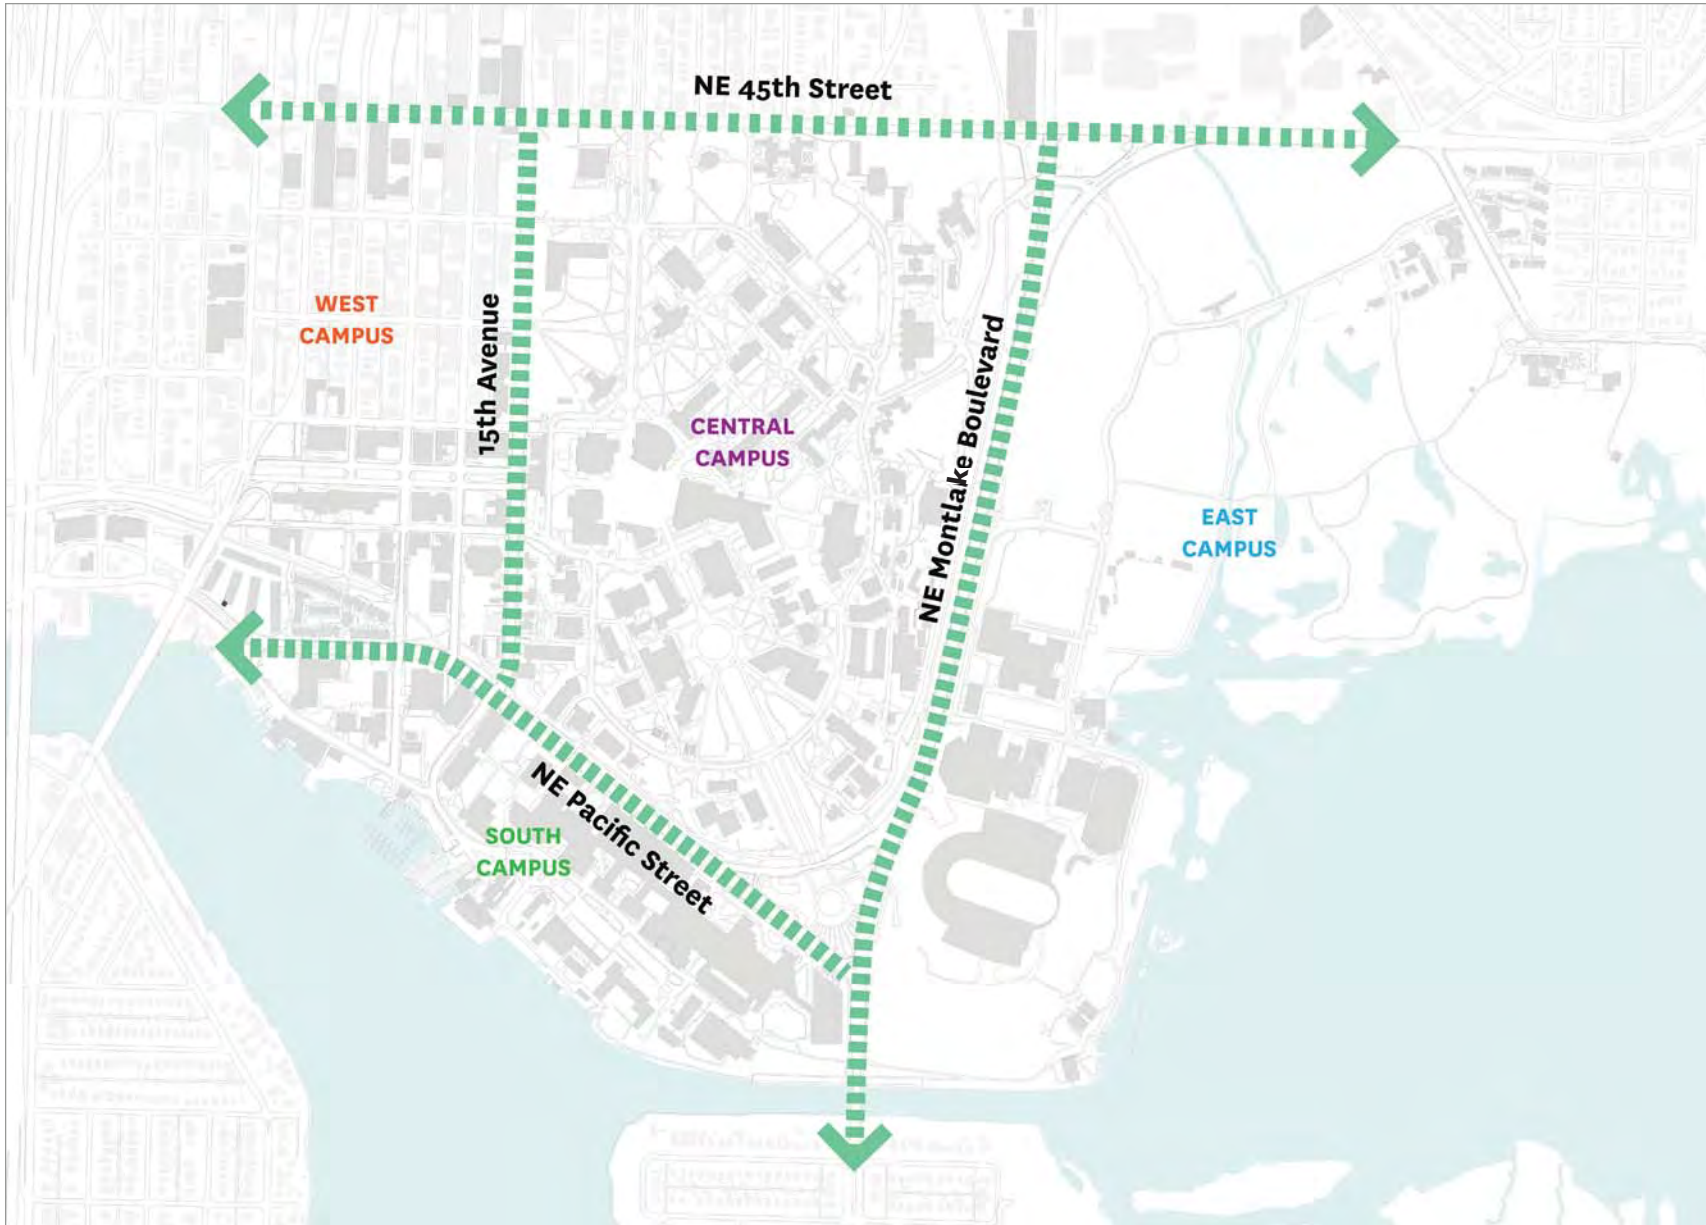 NE 45th Street
WEST
CAMPUS
15th Avenue
CENTRAL
CAMPUS
NE Montlake Boulevard
EAST
CAMPUS
NE Pacific Street
SOUTH
CAMPUS